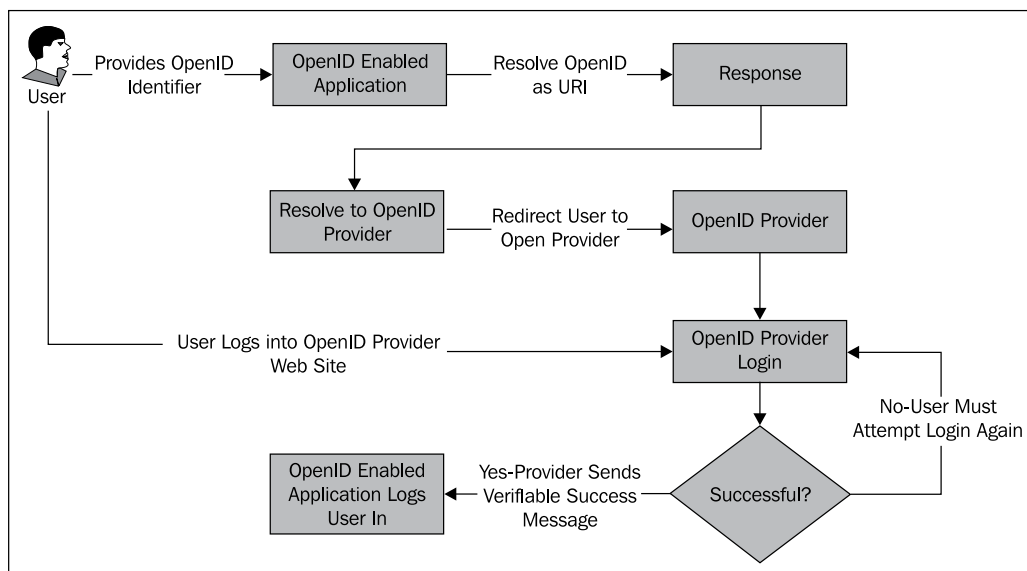 Provides OpenID
Identifier
User
OpenID Enabled
Application
Resolve OpenID
as URI
Response
Resolve to OpenID
Provider
Redirect User to
Open Provider
OpenID Provider
User Logs into OpenID Provider
Web Site
OpenID Provider
Login
No-User Must
Attempt Login Again
Successful?
Yes-Provider Sends
Verifiable Success
Message
OpenID Enabled
Application Logs
User In